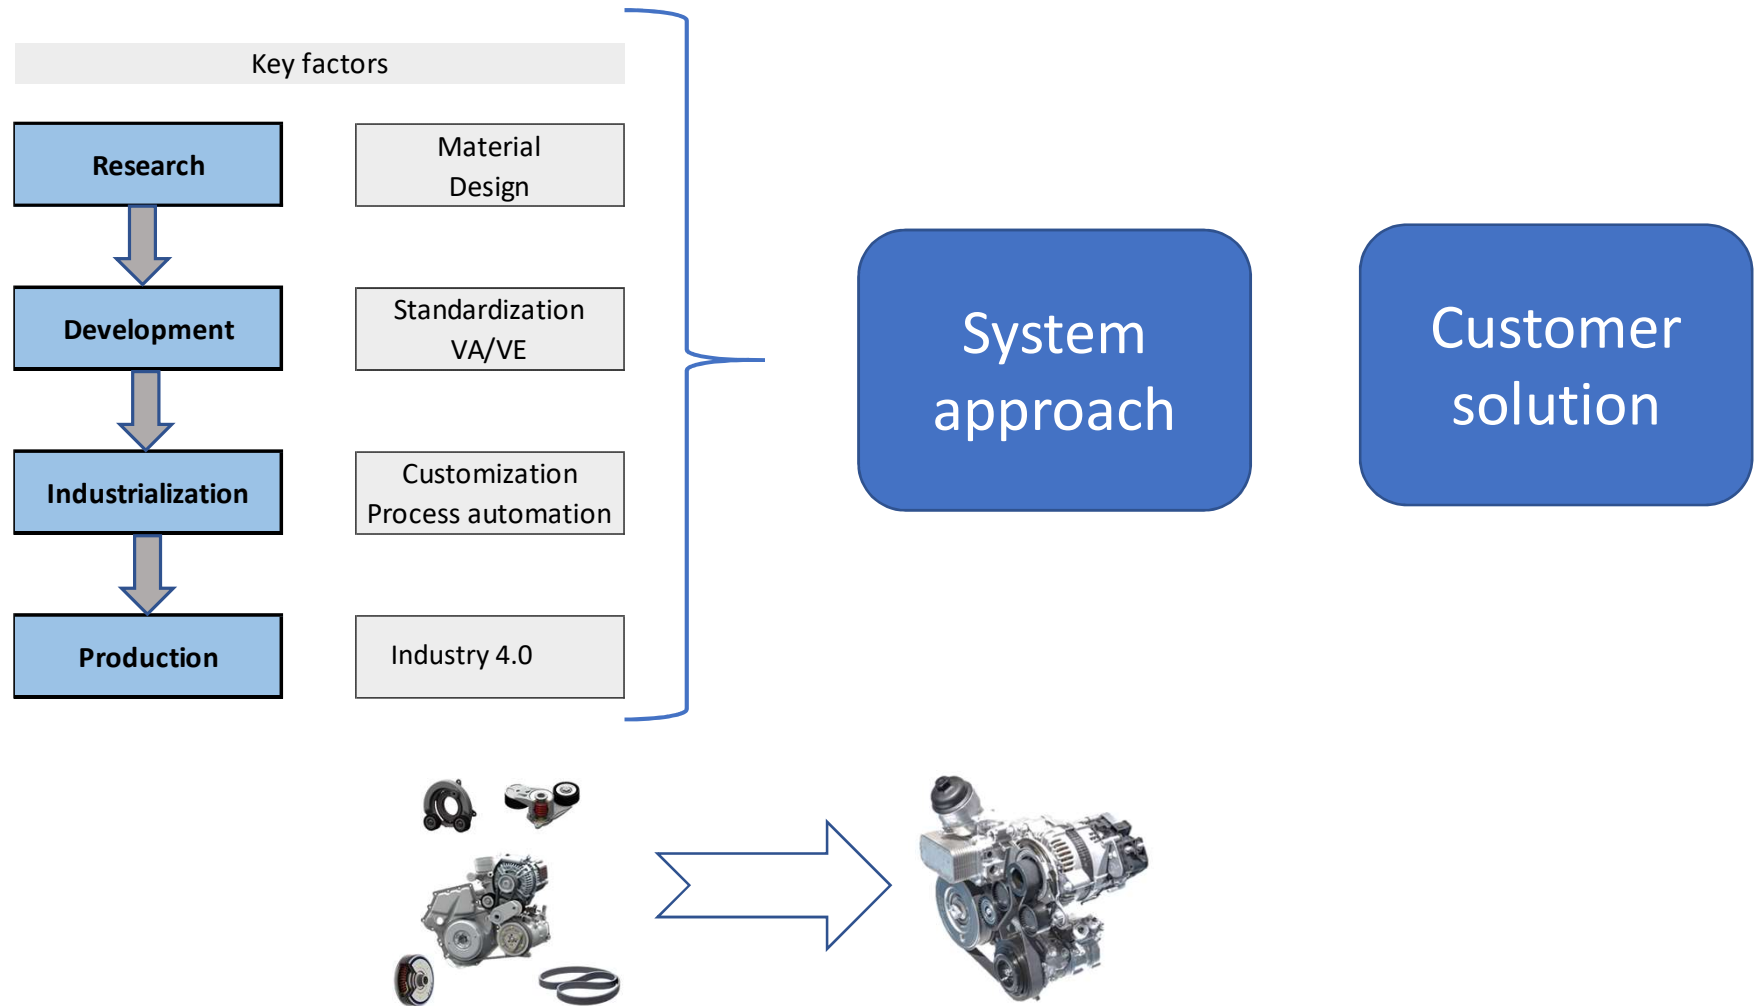 Key factors
Research
Material
Design
Development
Standardization
VA/VE
Industrialization
Customization
Process automation
Production
Industry 4.0
System
approach
Customer
solution